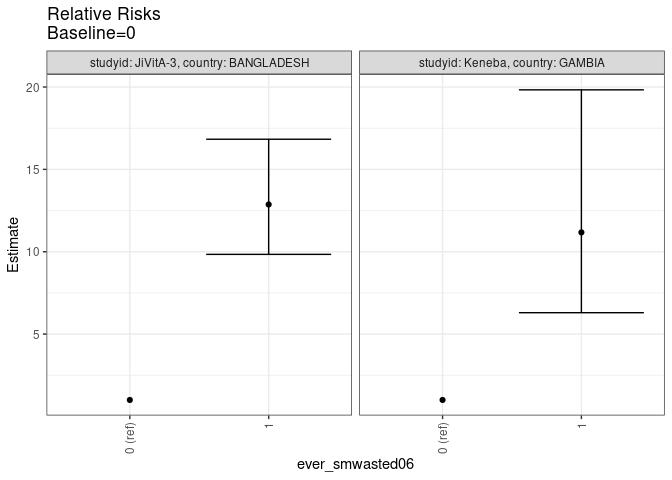 Relative Risks
Baseline=0
studyid: JiVitA-3, country: BANGLADESH
studyid: Keneba, country: GAMBIA
Estimate
20
15
10
5
0 (ref)
1
0 (ref)
1
ever_smwasted06